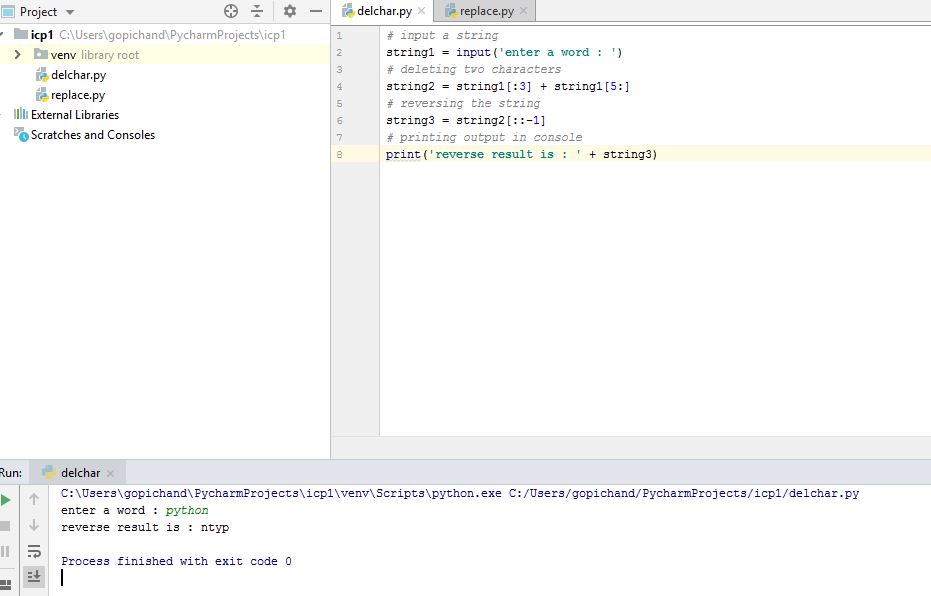 Project
icp1 C:\Users\gopichand\PycharmProjects\icp1
venv library root
delchar.py
replace.py
External Libraries
Scratches and Consoles
delchar.py replace.py
1 # input a string
2 string1 = input('enter a word : ')
3 # deleting two characters
4 string2 = string1[:3] + string1[5:]
5 # reversing the string
6 string3 = string2[::-1]
7 # printing output in console
8 print('reverse result is : ' + string3)
Run: delchar
C:\Users\gopichand\PycharmProjects\icp1\venv\Scripts\python.exe C:/Users/gopichand/PycharmProjects/icp1/delchar.py
enter a word : python
reverse result is : ntyp
Process finished with exit code 0